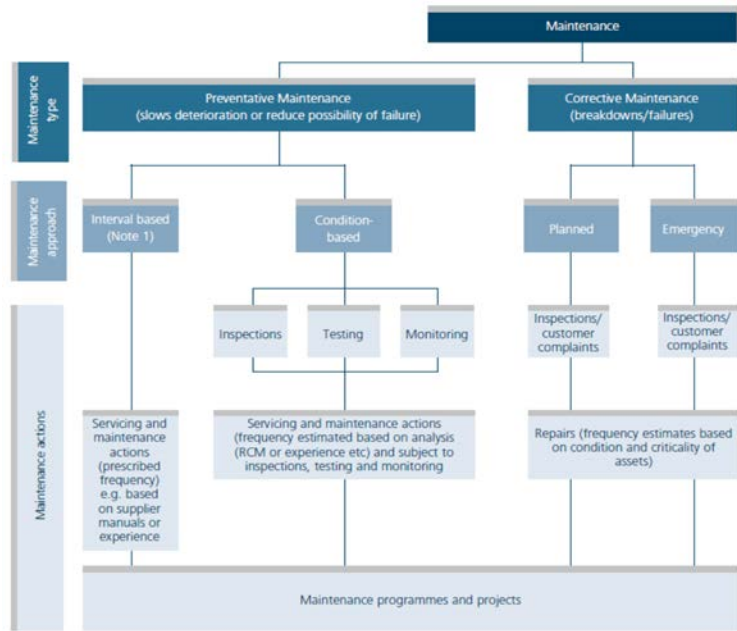 Maintenance
Maintenance
type
Preventative Maintenance
(slows deterioration or reduce possibility of failure)
Corrective Maintenance
(breakdowns/failures)
Maintenance
approach
Interval based
(Note 1)
Condition-
based
Planned
Emergency
Maintenance actions
Inspections
Testing
Monitoring
Inspections/
customer
complaints
Inspections/
customer
complaints
Servicing and
maintenance
actions
(prescribed
frequency)
e.g. based
on supplier
manuals or
experience
Servicing and maintenance actions
(frequency estimated based on analysis
(RCM or experience etc) and subject to
inspections, testing and monitoring
Repairs (frequency estimates based
on condition and criticality of
assets)
Maintenance programmes and projects